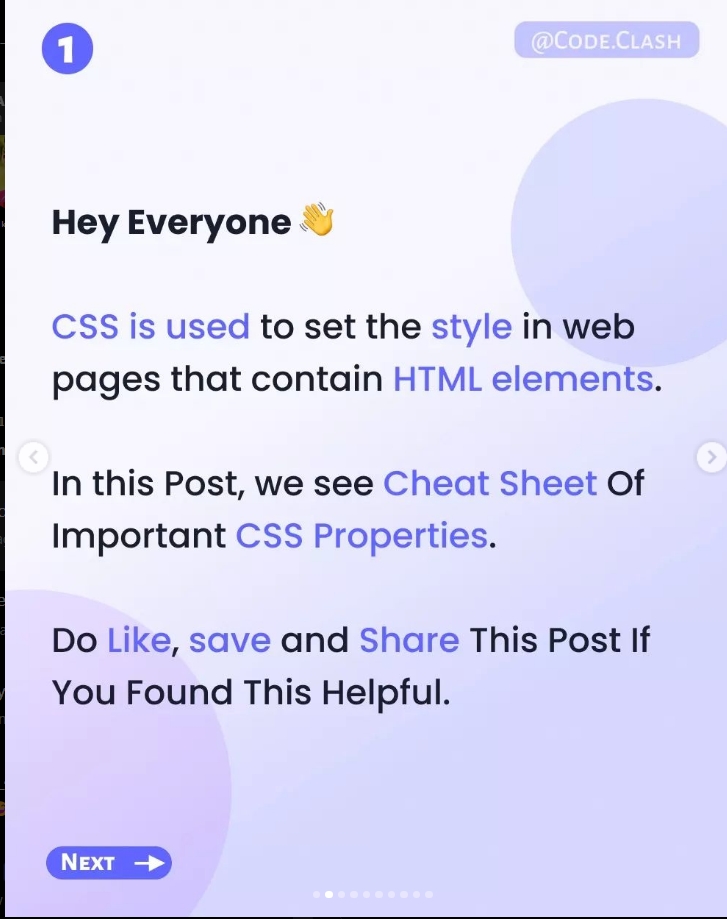 1
@CODE.CLASH
Hey Everyone 👋
CSS is used to set the style in web
pages that contain HTML elements.
In this Post, we see Cheat Sheet Of
Important CSS Properties.
Do Like, save and Share This Post If
You Found This Helpful.
NEXT